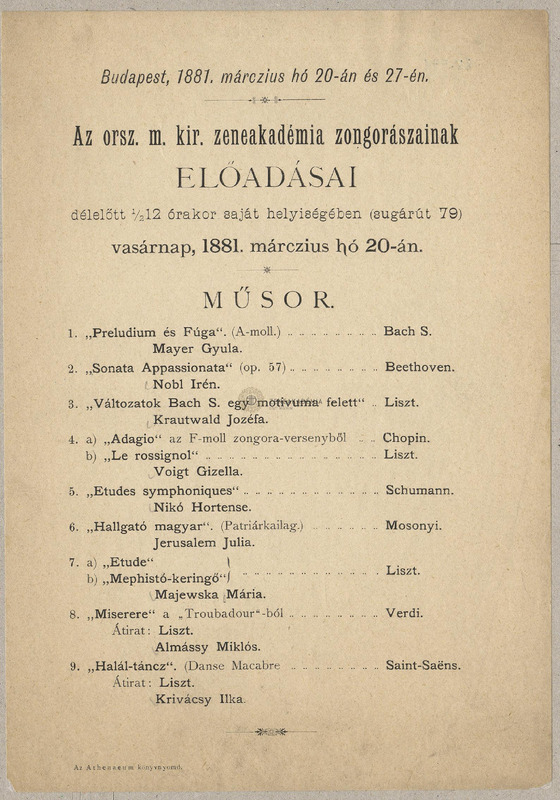 Budapest, 1881. márczius hó 20-án és 27-én.
Az orsz. m. kir. zeneakadémia zongorászainak
ELŐADÁSAI
délelőtt ½12 órakor saját helyiségében (sugárút 79)
vasárnap, 1881. márczius hó 20-án.
MŰSOR.
1. „Preludium és Fúga“. (A-moll.) . . . . . . . . Bach S.
Mayer Gyula.
2. „Sonata Appassionata“ (op. 57) . . . . . . . . Beethoven.
Nobl Irén.
3. „Változatok Bach S. egy motivuma felett“ . . Liszt.
Krautwald Jozéfa.
4. a) „Adagio“ az F-moll zongora-versenyből . . . Chopin.
b) „Le rossignol“ . . . . . . . . . . . . . . . Liszt.
Voigt Gizella.
5. „Etudes symphoniques“ . . . . . . . . . . . . Schumann.
Nikó Hortense.
6. „Hallgató magyar“. (Patriárkailag.) . . . . . . Mosonyi.
Jerusalem Julia.
7. a) „Etude“
b) „Mephistó-keringő“ . . . . . . . . . . . . Liszt.
Majewska Mária.
8. „Miserere“ a „Troubadour“-ból . . . . . . . . Verdi.
Átirat: Liszt.
Almássy Miklós.
9. „Halál-táncz“. (Danse Macabre . . . . . . . . Saint-Saëns.
Átirat: Liszt.
Krivácsy Ilka.
Az Athenaeum könyvnyomd.